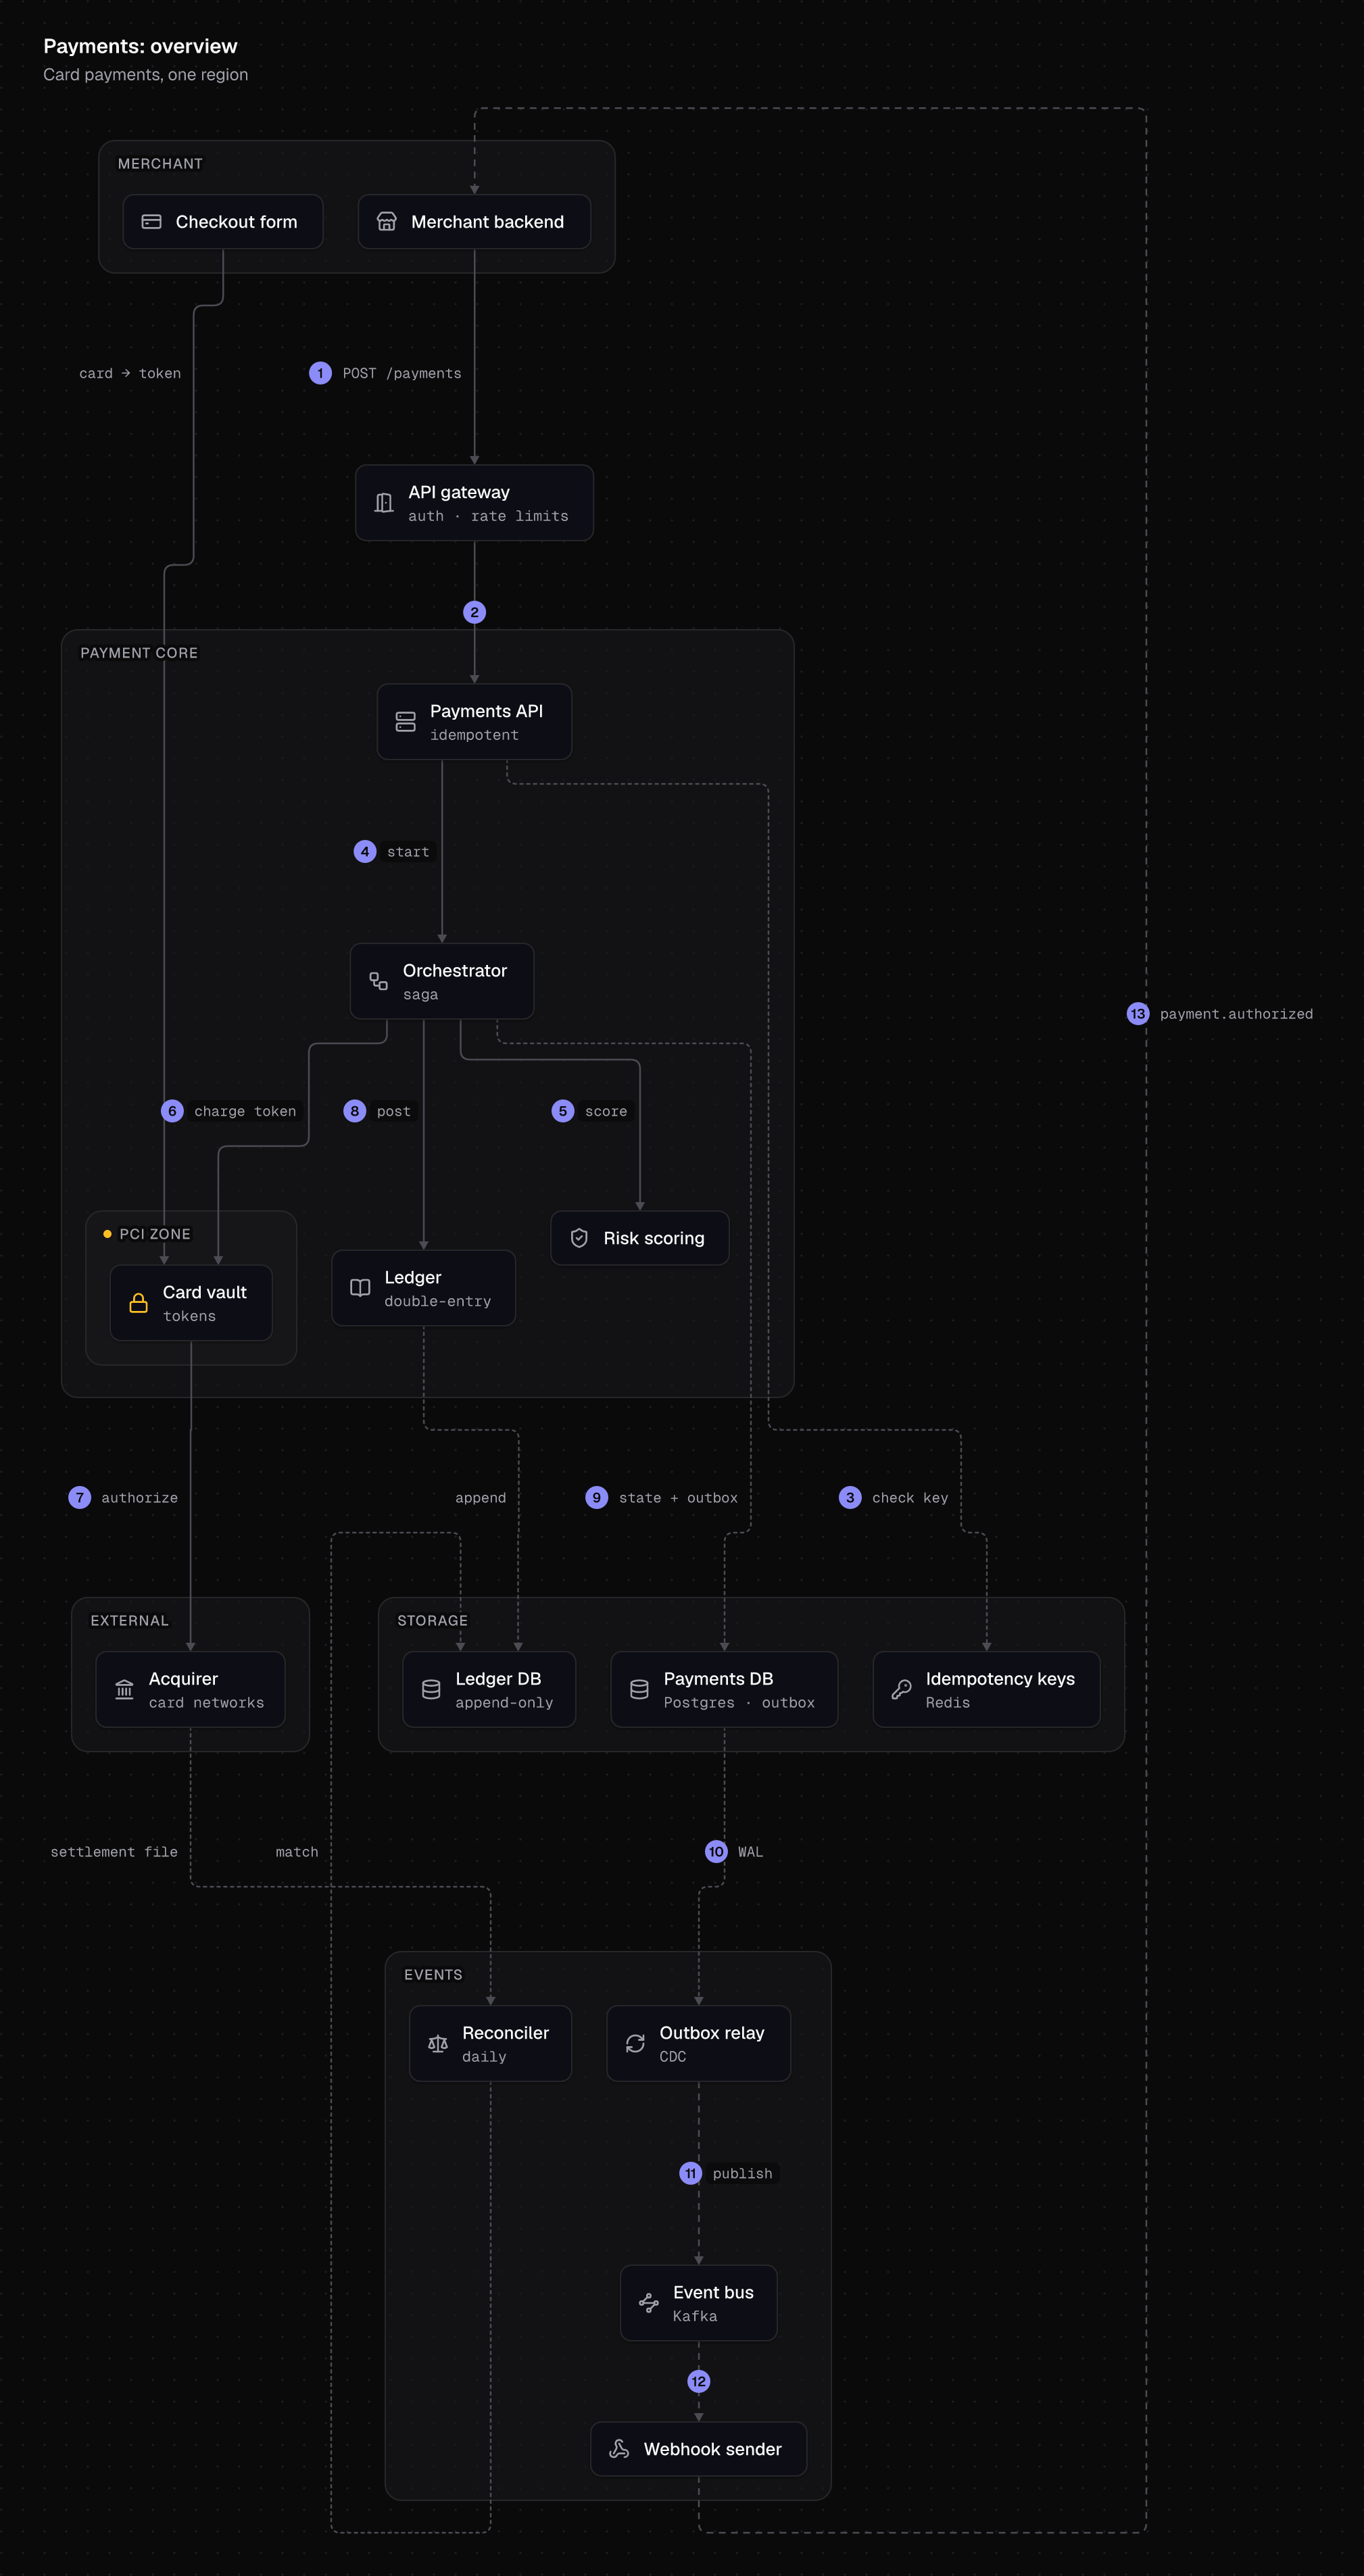 Payments: overview
Card payments, one region
MERCHANT
Checkout form
Merchant backend
card → token
1 POST /payments
API gateway
auth · rate limits
2
PAYMENT CORE
Payments API
idempotent
4 start
Orchestrator
saga
13 payment.authorized
6 charge token
8 post
5 score
PCI ZONE
Risk scoring
Card vault
tokens
Ledger
double-entry
7 authorize
append
9 state + outbox
3 check key
EXTERNAL
STORAGE
Acquirer
card networks
Ledger DB
append-only
Payments DB
Postgres · outbox
Idempotency keys
Redis
settlement file
match
10 WAL
EVENTS
Reconciler
daily
Outbox relay
CDC
11 publish
Event bus
Kafka
12
Webhook sender